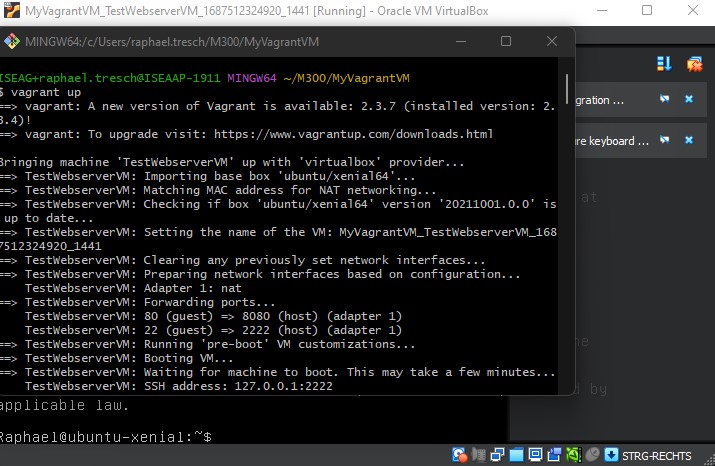 MyVagrantVM_TestWebserverVM_1687512324920_1441 [Running] - Oracle VM VirtualBox
MINGW64:/c/Users/raphael.tresch/M300/MyVagrantVM
ISEAG+raphael.tresch@ISEAAP-1911 MINGW64 ~/M300/MyVagrantVM
$ vagrant up
==> vagrant: A new version of Vagrant is available: 2.3.7 (installed version: 2.
3.4)!
==> vagrant: To upgrade visit: https://www.vagrantup.com/downloads.html
Bringing machine 'TestWebserverVM' up with 'virtualbox' provider...
==> TestWebserverVM: Importing base box 'ubuntu/xenial64'...
==> TestWebserverVM: Matching MAC address for NAT networking...
==> TestWebserverVM: Checking if box 'ubuntu/xenial64' version '20211001.0.0' is
up to date...
==> TestWebserverVM: Setting the name of the VM: MyVagrantVM_TestWebserverVM_168
7512324920_1441
==> TestWebserverVM: Clearing any previously set network interfaces...
==> TestWebserverVM: Preparing network interfaces based on configuration...
TestWebserverVM: Adapter 1: nat
==> TestWebserverVM: Forwarding ports...
TestWebserverVM: 80 (guest) => 8080 (host) (adapter 1)
TestWebserverVM: 22 (guest) => 2222 (host) (adapter 1)
==> TestWebserverVM: Running 'pre-boot' VM customizations...
==> TestWebserverVM: Booting VM...
==> TestWebserverVM: Waiting for machine to boot. This may take a few minutes...
TestWebserverVM: SSH address: 127.0.0.1:2222
gration ...
re keyboard ...
at
ne
d by
applicable law.
Raphael@ubuntu-xenial:~$
STRG-RECHTS